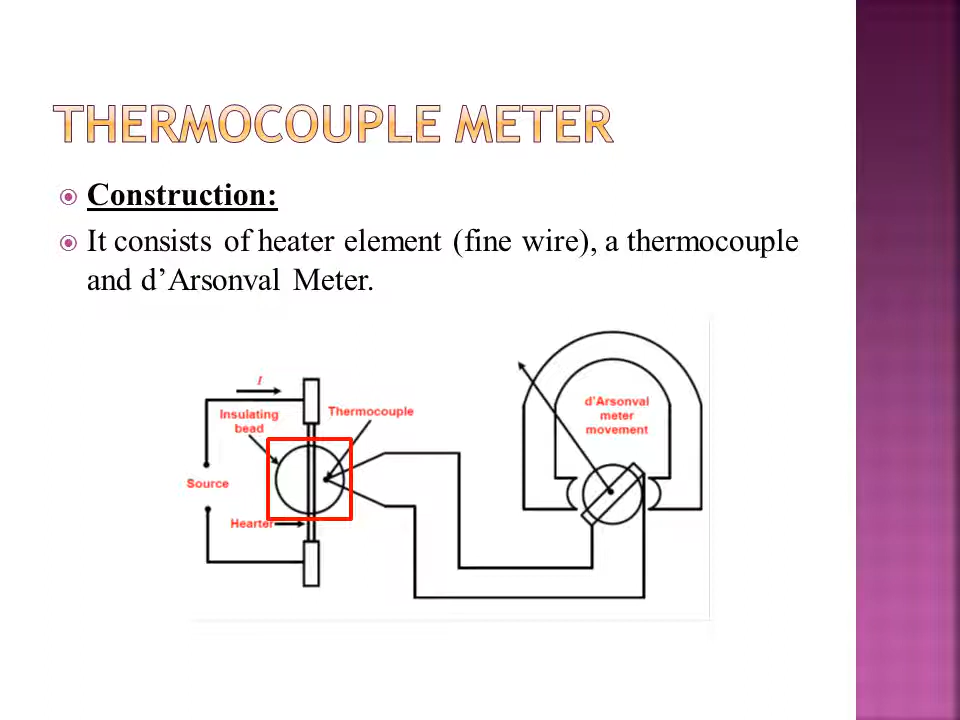 THERMOCOUPLE METER
Construction:
It consists of heater element (fine wire), a thermocouple
and d’Arsonval Meter.
I
Insulating
bead
Thermocouple
d'Arsonval
meter
movement
Source
Hearter